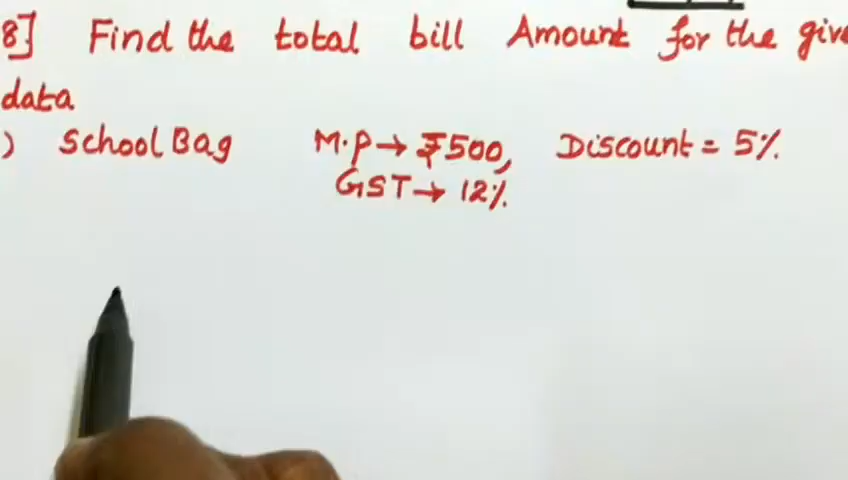 8] Find the total bill Amount for the give
data
) School Bag M.P → ₹500, Discount = 5%
GST → 12%